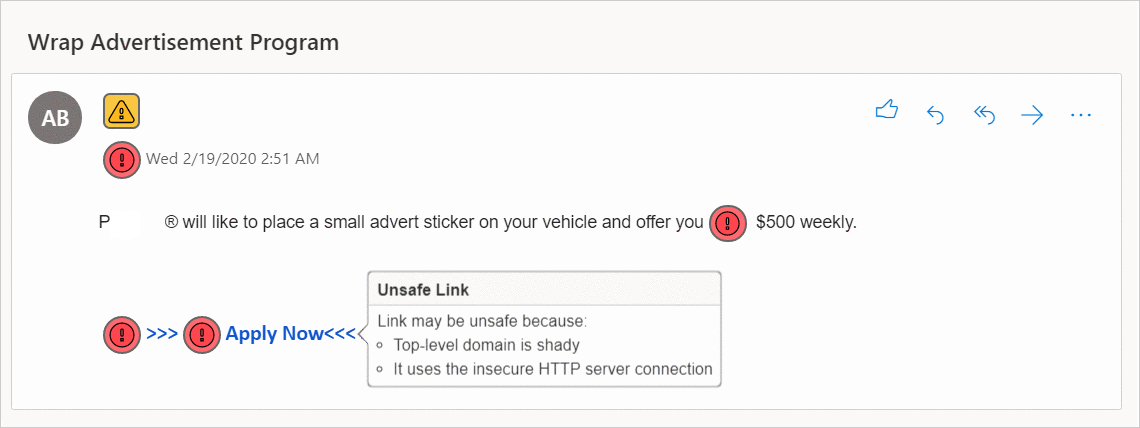 Wrap Advertisement Program
AB
Wed 2/19/2020 2:51 AM
P ® will like to place a small advert sticker on your vehicle and offer you $500 weekly.
>>> Apply Now<<<
Unsafe Link
Link may be unsafe because:
Top-level domain is shady
It uses the insecure HTTP server connection